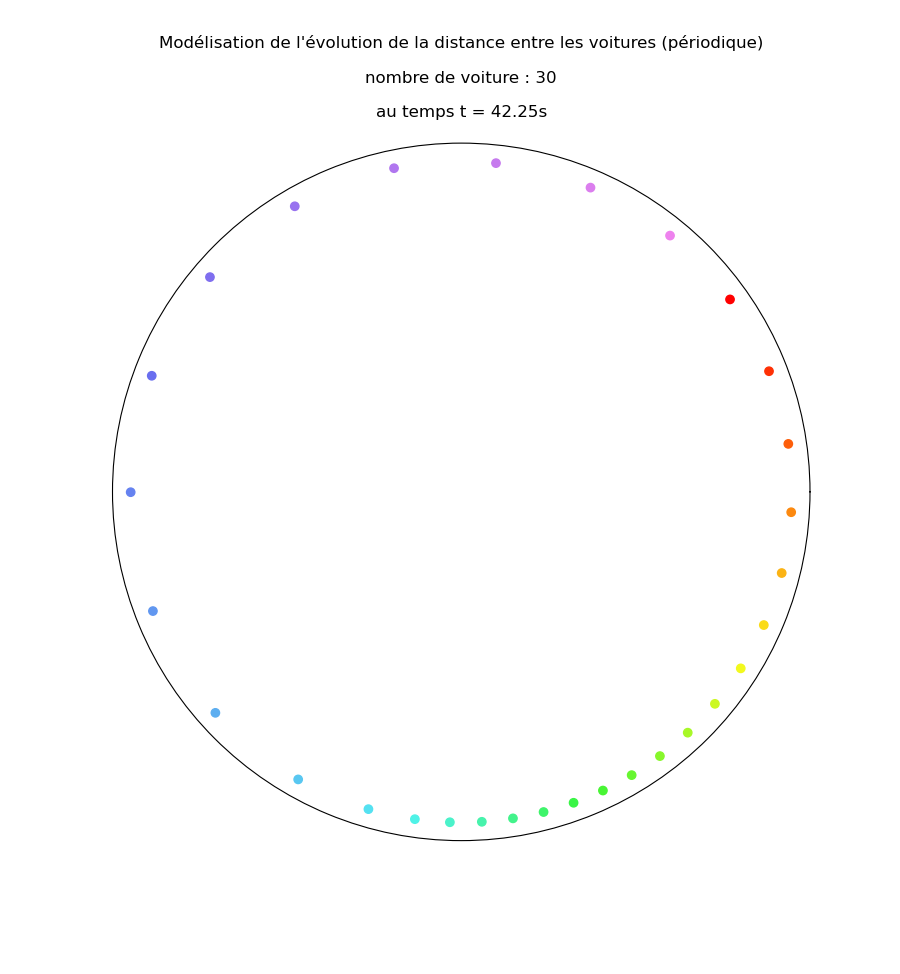 Modélisation de l'évolution de la distance entre les voitures (périodique)
nombre de voiture : 30
au temps t = 42.25s